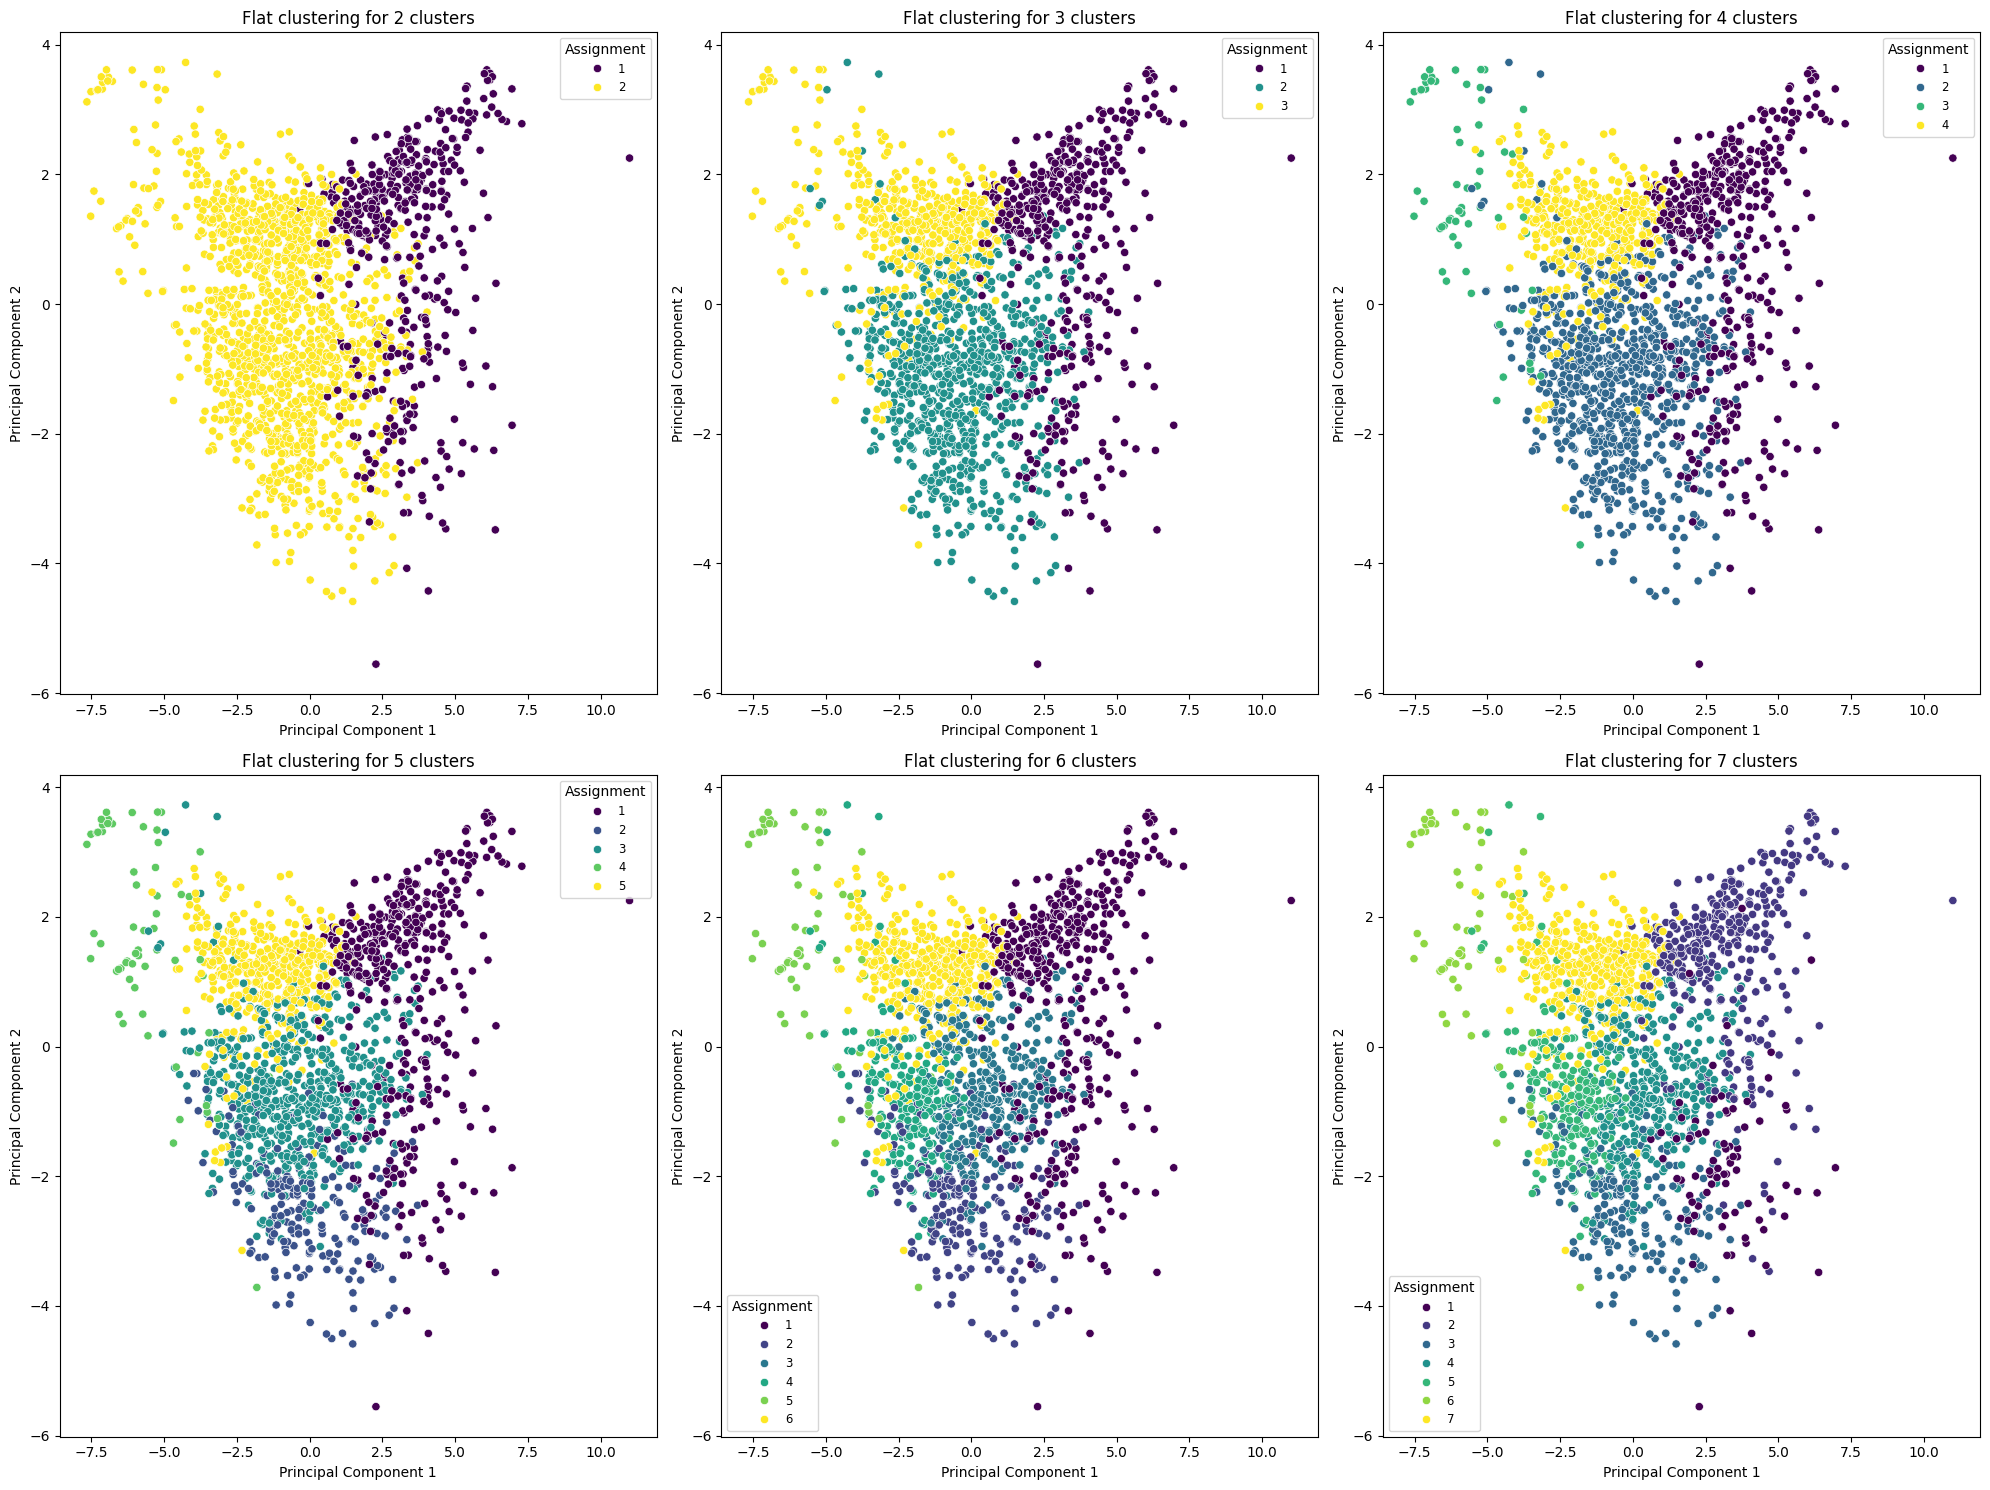 Flat clustering for 2 clusters
4
2
0
−2
−4
−6
Principal Component 2
−7.5 −5.0 −2.5 0.0 2.5 5.0 7.5 10.0
Principal Component 1
Assignment
1
2
Flat clustering for 3 clusters
4
2
0
−2
−4
−6
Principal Component 2
−7.5 −5.0 −2.5 0.0 2.5 5.0 7.5 10.0
Principal Component 1
Assignment
1
2
3
Flat clustering for 4 clusters
4
2
0
−2
−4
−6
Principal Component 2
−7.5 −5.0 −2.5 0.0 2.5 5.0 7.5 10.0
Principal Component 1
Assignment
1
2
3
4
Flat clustering for 5 clusters
4
2
0
−2
−4
−6
Principal Component 2
−7.5 −5.0 −2.5 0.0 2.5 5.0 7.5 10.0
Principal Component 1
Assignment
1
2
3
4
5
Flat clustering for 6 clusters
4
2
0
−2
−4
−6
Principal Component 2
−7.5 −5.0 −2.5 0.0 2.5 5.0 7.5 10.0
Principal Component 1
Assignment
1
2
3
4
5
6
Flat clustering for 7 clusters
4
2
0
−2
−4
−6
Principal Component 2
−7.5 −5.0 −2.5 0.0 2.5 5.0 7.5 10.0
Principal Component 1
Assignment
1
2
3
4
5
6
7